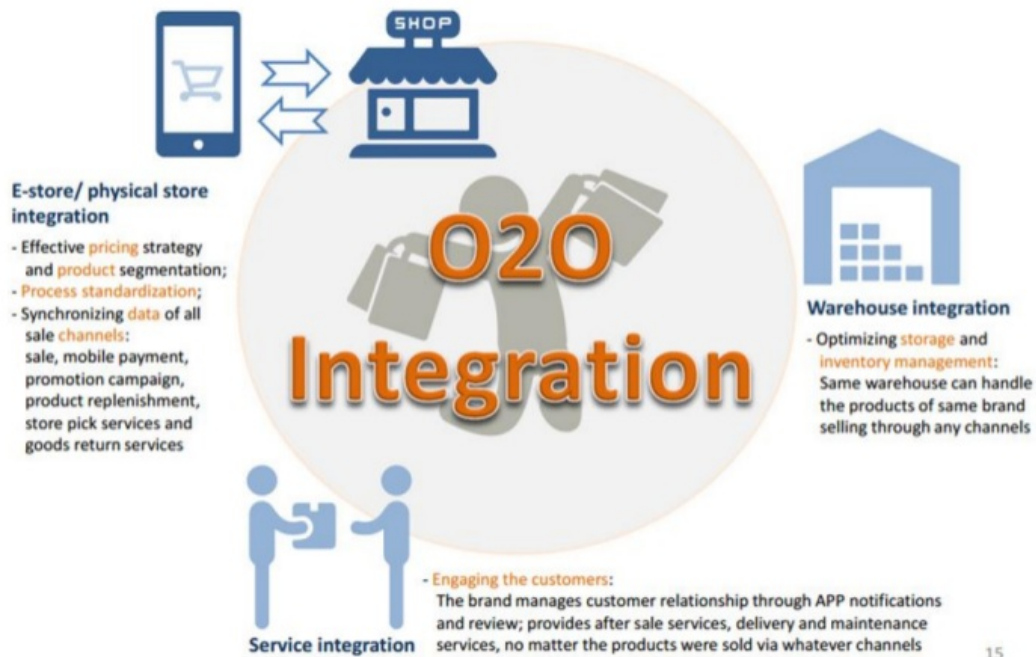 SHOP
E-store/ physical store
integration
- Effective pricing strategy
and product segmentation;
- Process standardization;
- Synchronizing data of all
sale channels:
sale, mobile payment,
promotion campaign,
product replenishment,
store pick services and
goods return services
O2O
Integration
Warehouse integration
- Optimizing storage and
inventory management:
Same warehouse can handle
the products of same brand
selling through any channels
Service integration
- Engaging the customers:
The brand manages customer relationship through APP notifications
and review; provides after sale services, delivery and maintenance
services, no matter the products were sold via whatever channels
15